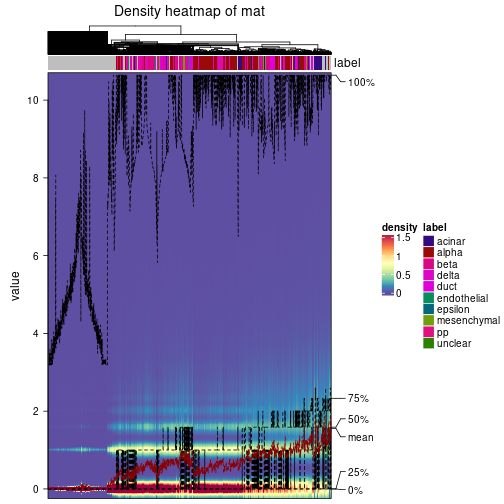 Density heatmap of mat
label
100%
10
8
6
4
2
0
value
75%
50%
mean
25%
0%
density
1.5
1
0.5
0
label
acinar
alpha
beta
delta
duct
endothelial
epsilon
mesenchymal
pp
unclear